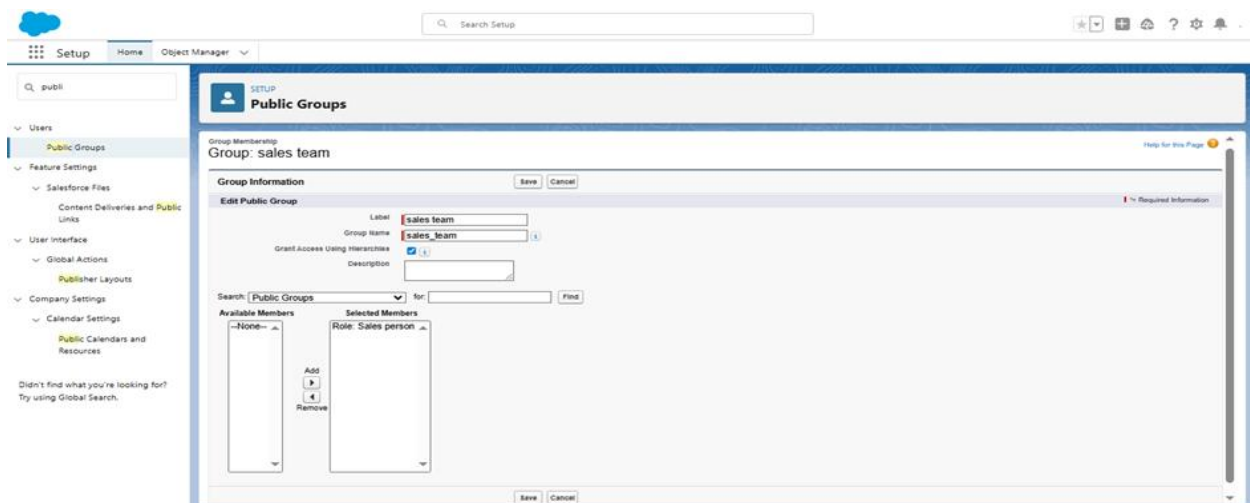 Search Setup
Setup
Home
Object Manager
publi
Users
Public Groups
Feature Settings
Salesforce Files
Content Deliveries and Public
Links
User Interface
Global Actions
Publisher Layouts
Company Settings
Calendar Settings
Public Calendars and
Resources
Didn't find what you're looking for?
Try using Global Search.
SETUP
Public Groups
Group Membership
Group: sales team
Help for this Page
Group Information
Save Cancel
Edit Public Group
= Required Information
Label sales team
Group Name sales_team
Grant Access Using Hierarchies
Description
Search: Public Groups for: Find
Available Members Selected Members
--None-- Role: Sales person
Add
Remove
Save Cancel